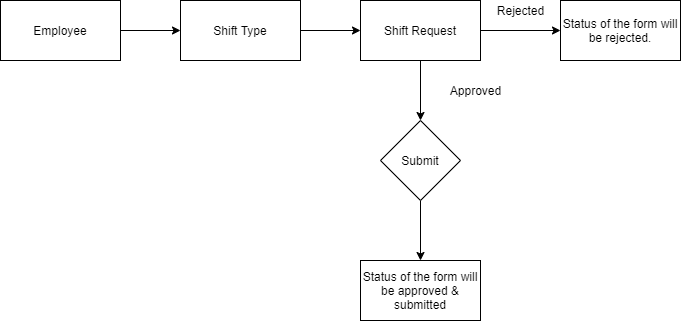 Rejected
Employee
Shift Type
Shift Request
Status of the form will
be rejected.
Approved
Submit
Status of the form will
be approved &
submitted